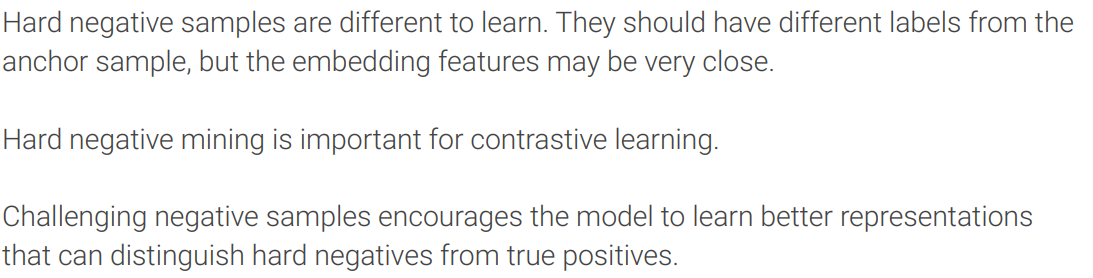 Hard negative samples are different to learn. They should have different labels from the
anchor sample, but the embedding features may be very close.
Hard negative mining is important for contrastive learning.
Challenging negative samples encourages the model to learn better representations
that can distinguish hard negatives from true positives.